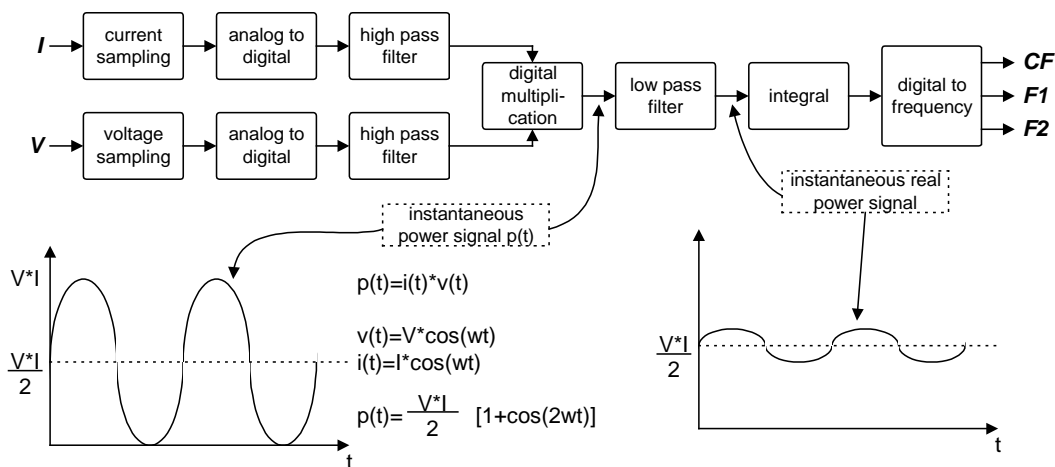 I
current
sampling
analog to
digital
high pass
filter
V
voltage
sampling
analog to
digital
high pass
filter
digital
multipli-
cation
low pass
filter
integral
digital to
frequency
CF
F1
F2
instantaneous
power signal p(t)
instantaneous real
power signal
V*I
V*I
2
t
p(t)=i(t)*v(t)
v(t)=V*cos(wt)
i(t)=I*cos(wt)
p(t)= V*I/2 [1+cos(2wt)]
V*I
2
t